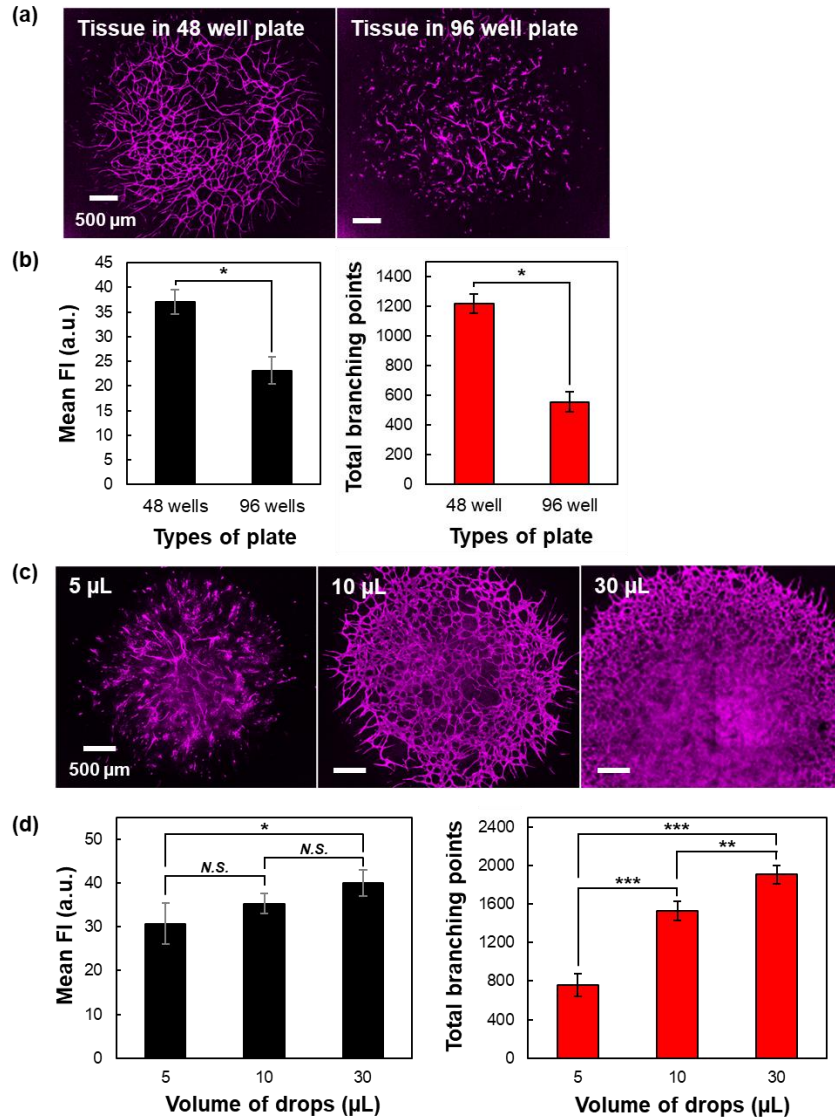 (a)
Tissue in 48 well plate
Tissue in 96 well plate
500 µm
(b)
Mean FI (a.u.)
45
40
35
30
25
20
15
10
5
0
*
48 wells 96 wells
Types of plate
Total branching points
1400
1200
1000
800
600
400
200
0
*
48 well 96 well
Types of plate
(c)
5 µL
10 µL
30 µL
500 µm
(d)
Mean FI (a.u.)
50
40
30
20
10
0
*
N.S.
N.S.
5 10 30
Volume of drops (µL)
Total branching points
2400
2000
1600
1200
800
400
0
***
**
***
5 10 30
Volume of drops (µL)